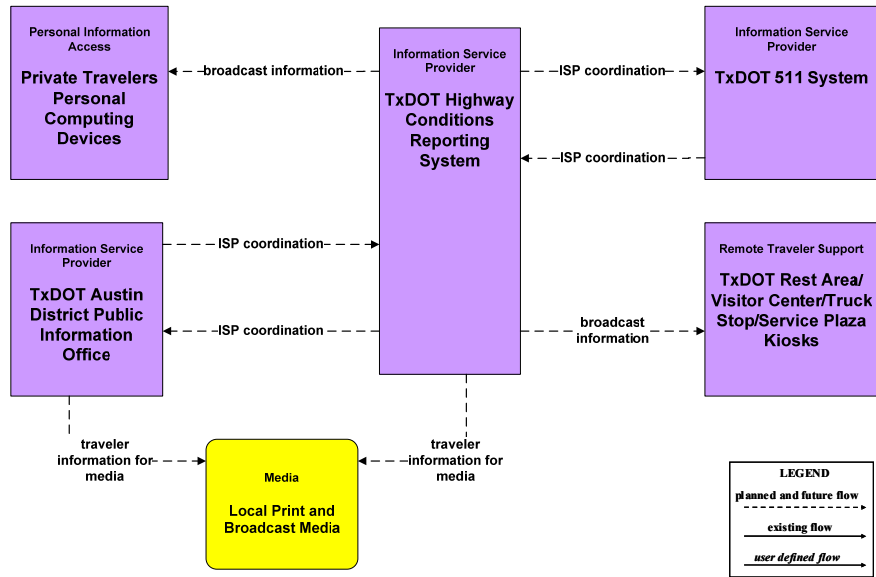 Personal Information
Access
Private Travelers
Personal
Computing
Devices
broadcast information
Information Service
Provider
TxDOT Highway
Conditions
Reporting
System
ISP coordination
ISP coordination
Information Service
Provider
TxDOT 511 System
Information Service
Provider
TxDOT Austin
District Public
Information
Office
ISP coordination
ISP coordination
broadcast
information
Remote Traveler Support
TxDOT Rest Area/
Visitor Center/Truck
Stop/Service Plaza
Kiosks
traveler
information for
media
Media
Local Print and
Broadcast Media
traveler
information for
media
LEGEND
planned and future flow
existing flow
user defined flow